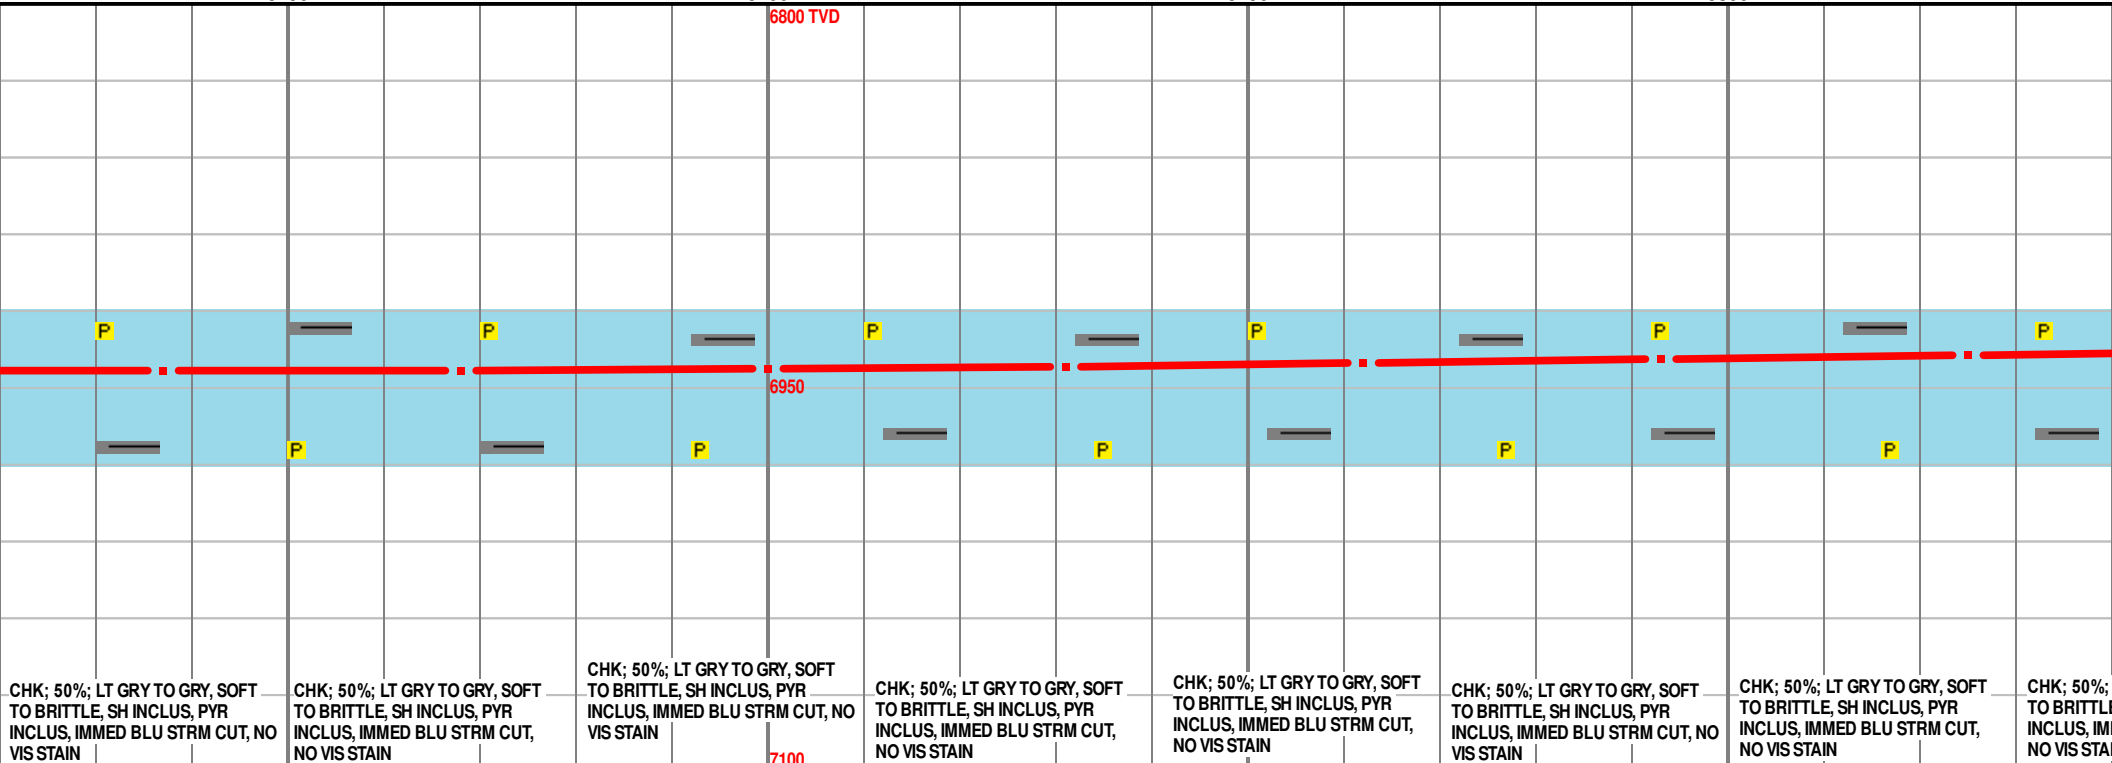 6800 TVD
P
P
P
P
P
P
6950
P
P
P
P
P
CHK; 50%; LT GRY TO GRY, SOFT
TO BRITTLE, SH INCLUS, PYR
INCLUS, IMMED BLU STRM CUT, NO
VIS STAIN
CHK; 50%; LT GRY TO GRY, SOFT
TO BRITTLE, SH INCLUS, PYR
INCLUS, IMMED BLU STRM CUT,
NO VIS STAIN
CHK; 50%; LT GRY TO GRY, SOFT
TO BRITTLE, SH INCLUS, PYR
INCLUS, IMMED BLU STRM CUT, NO
VIS STAIN
7100
CHK; 50%; LT GRY TO GRY, SOFT
TO BRITTLE, SH INCLUS, PYR
INCLUS, IMMED BLU STRM CUT,
NO VIS STAIN
CHK; 50%; LT GRY TO GRY, SOFT
TO BRITTLE, SH INCLUS, PYR
INCLUS, IMMED BLU STRM CUT,
NO VIS STAIN
CHK; 50%; LT GRY TO GRY, SOFT
TO BRITTLE, SH INCLUS, PYR
INCLUS, IMMED BLU STRM CUT, NO
VIS STAIN
CHK; 50%; LT GRY TO GRY, SOFT
TO BRITTLE, SH INCLUS, PYR
INCLUS, IMMED BLU STRM CUT,
NO VIS STAIN
CHK; 50%;
TO BRITTLE
INCLUS, IM
NO VIS STA